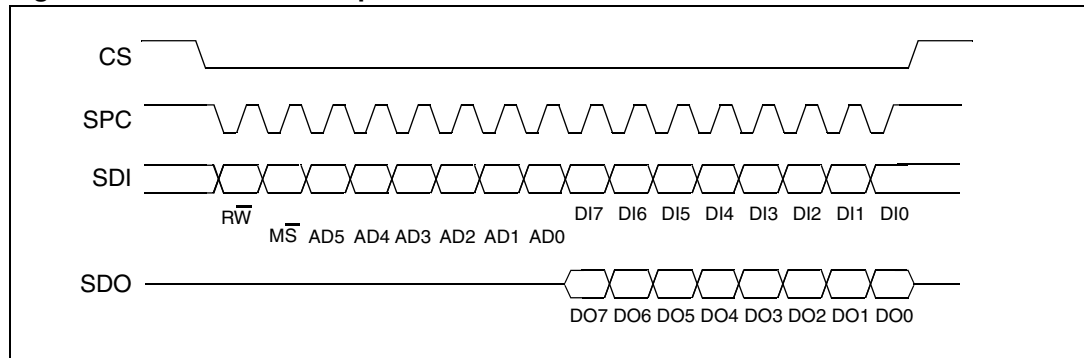 CS
SPC
SDI
RW̅
DI7 DI6 DI5 DI4 DI3 DI2 DI1 DI0
MS̅ AD5 AD4 AD3 AD2 AD1 AD0
SDO
DO7 DO6 DO5 DO4 DO3 DO2 DO1 DO0